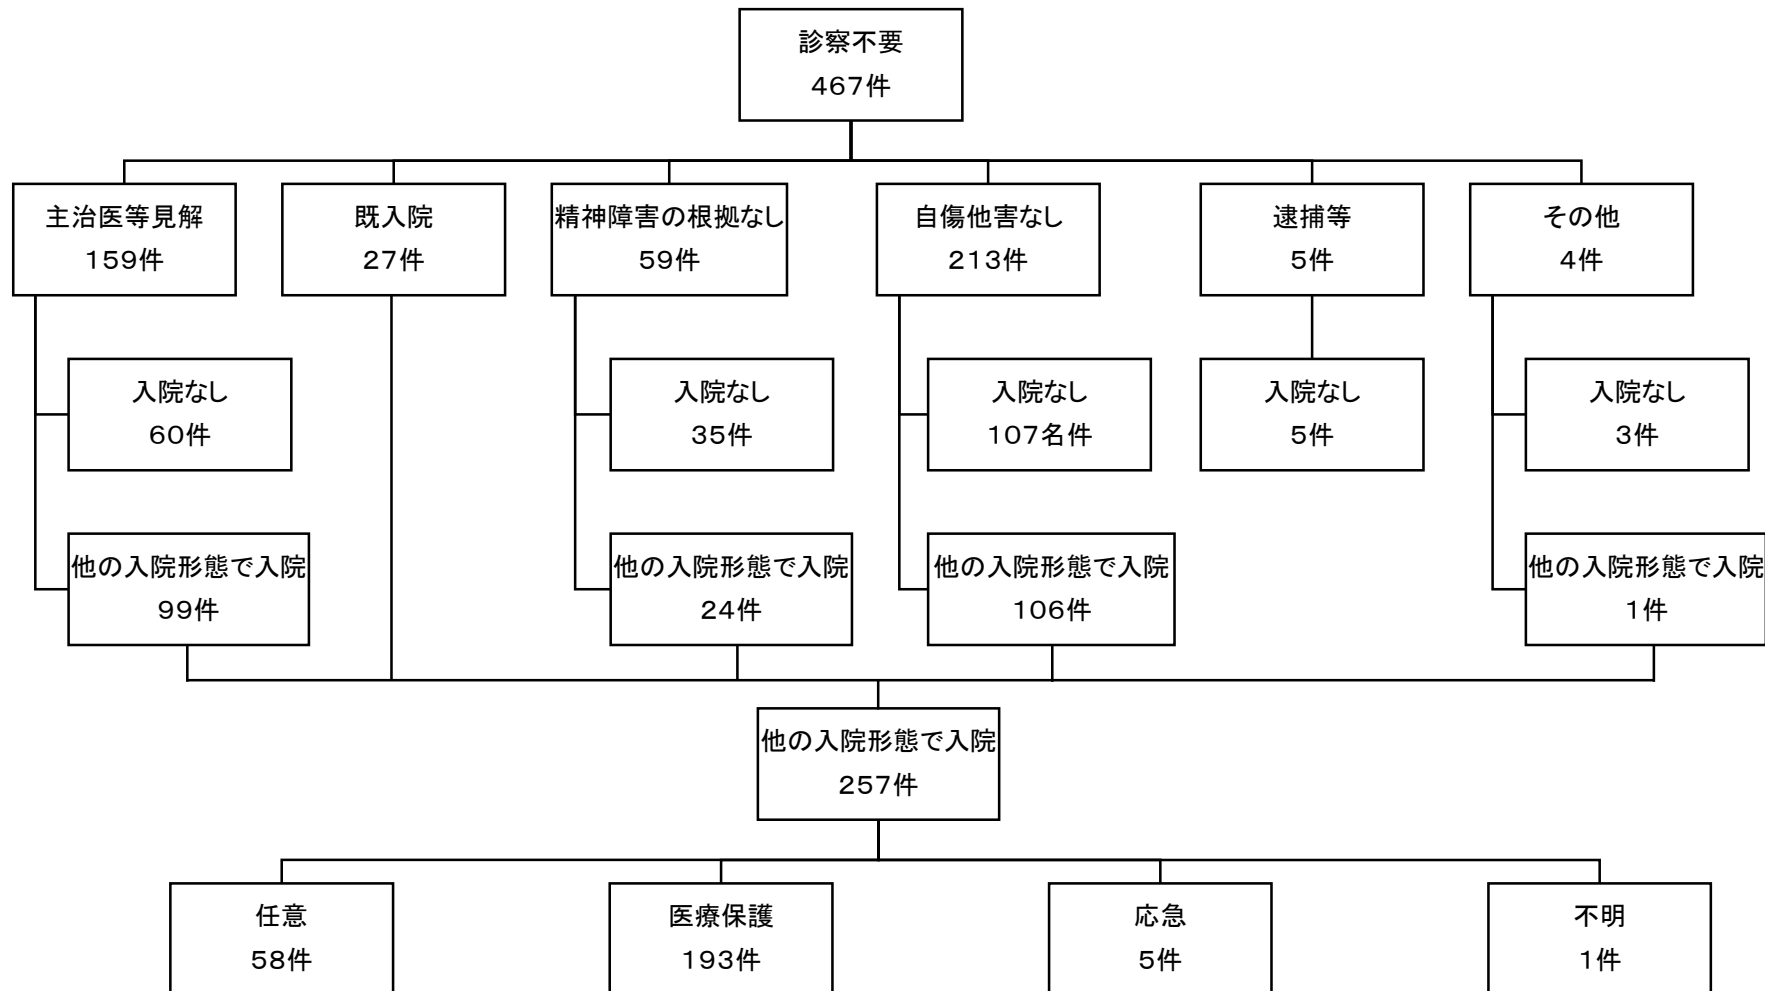 診察不要
467件
主治医等見解
159件
既入院
27件
精神障害の根拠なし
59件
自傷他害なし
213件
逮捕等
5件
その他
4件
入院なし
60件
入院なし
35件
入院なし
107名件
入院なし
5件
入院なし
3件
他の入院形態で入院
99件
他の入院形態で入院
24件
他の入院形態で入院
106件
他の入院形態で入院
1件
他の入院形態で入院
257件
任意
58件
医療保護
193件
応急
5件
不明
1件